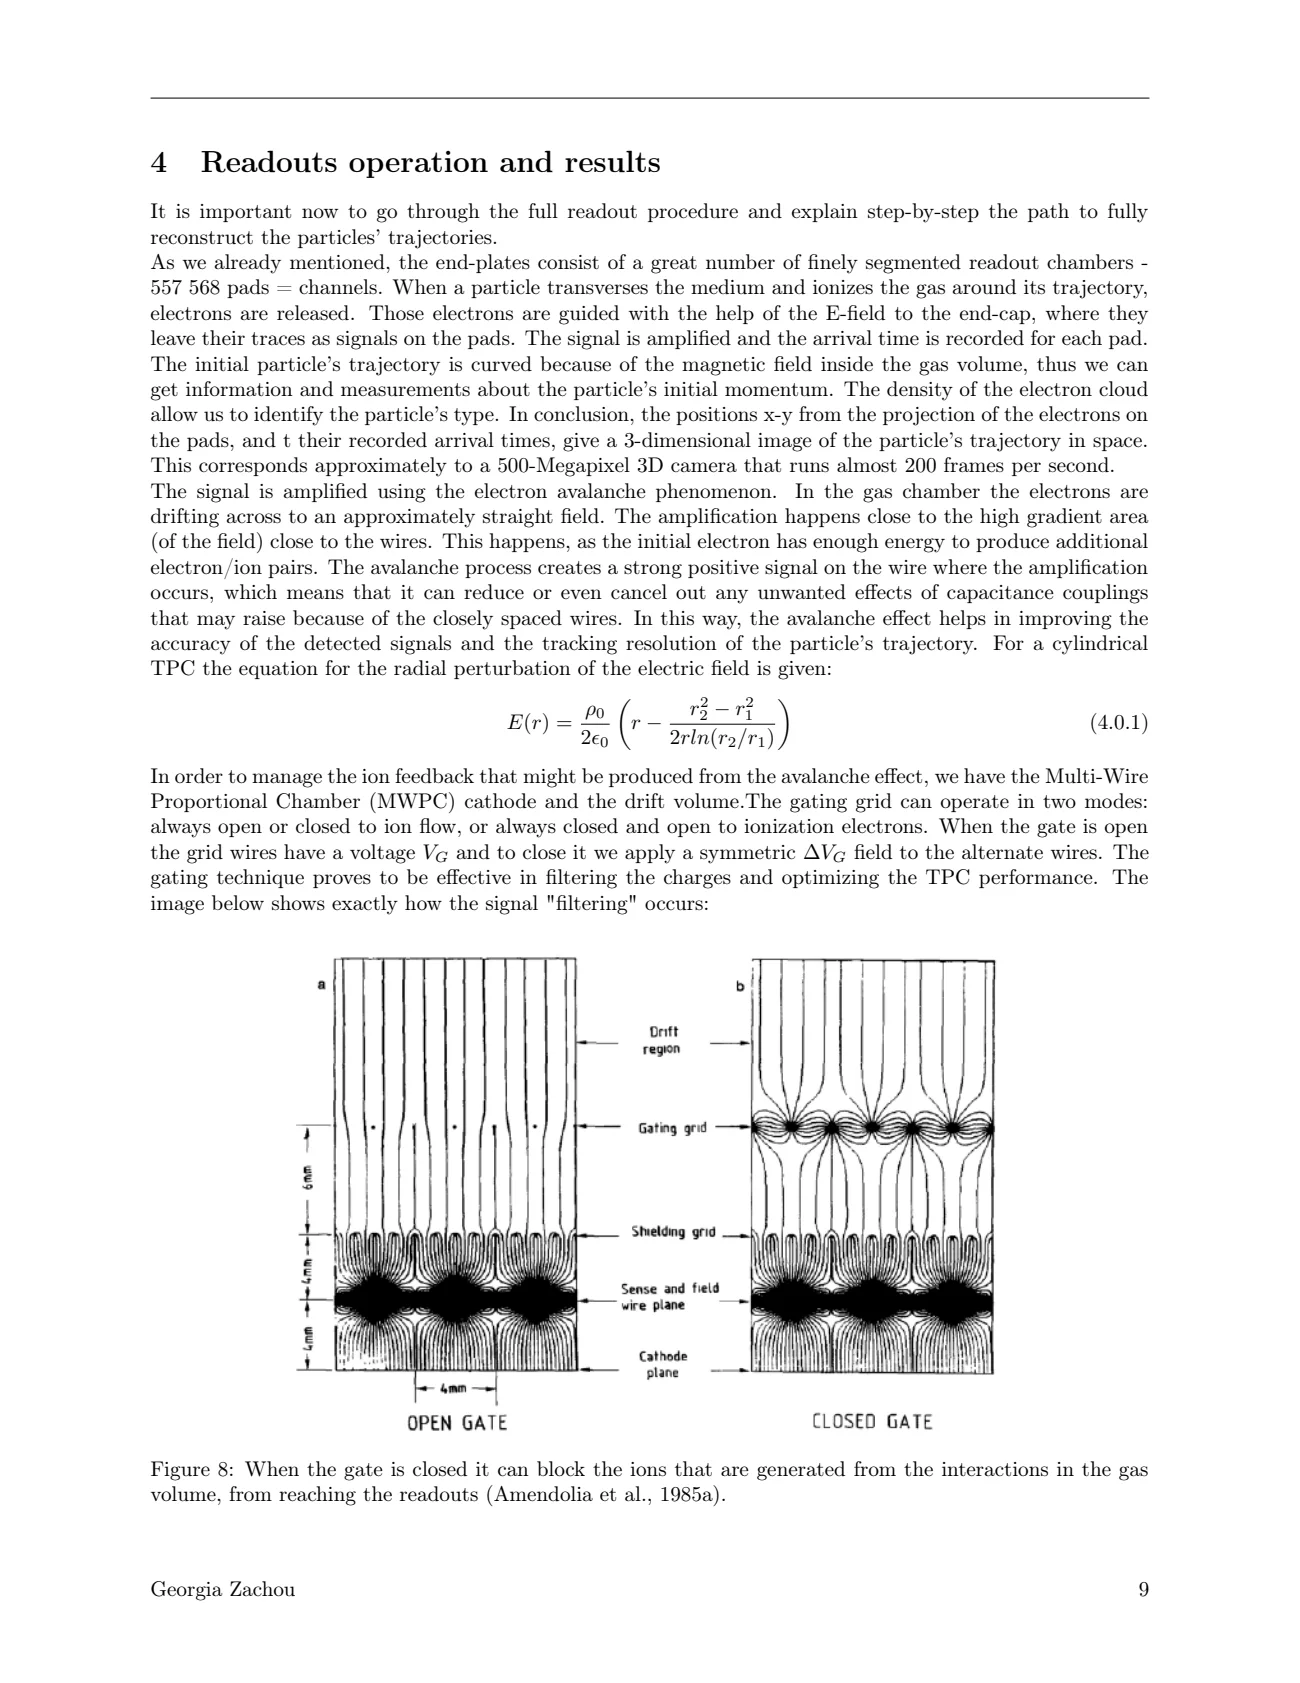 4 Readouts operation and results
It is important now to go through the full readout procedure and explain step-by-step the path to fully
reconstruct the particles' trajectories.
As we already mentioned, the end-plates consist of a great number of finely segmented readout chambers -
557 568 pads = channels. When a particle transverses the medium and ionizes the gas around its trajectory,
electrons are released. Those electrons are guided with the help of the E-field to the end-cap, where they
leave their traces as signals on the pads. The signal is amplified and the arrival time is recorded for each pad.
The initial particle's trajectory is curved because of the magnetic field inside the gas volume, thus we can
get information and measurements about the particle's initial momentum. The density of the electron cloud
allow us to identify the particle's type. In conclusion, the positions x-y from the projection of the electrons on
the pads, and t their recorded arrival times, give a 3-dimensional image of the particle's trajectory in space.
This corresponds approximately to a 500-Megapixel 3D camera that runs almost 200 frames per second.
The signal is amplified using the electron avalanche phenomenon. In the gas chamber the electrons are
drifting across to an approximately straight field. The amplification happens close to the high gradient area
(of the field) close to the wires. This happens, as the initial electron has enough energy to produce additional
electron/ion pairs. The avalanche process creates a strong positive signal on the wire where the amplification
occurs, which means that it can reduce or even cancel out any unwanted effects of capacitance couplings
that may raise because of the closely spaced wires. In this way, the avalanche effect helps in improving the
accuracy of the detected signals and the tracking resolution of the particle's trajectory. For a cylindrical
TPC the equation for the radial perturbation of the electric field is given:
E(r) = ρ₀/2ϵ₀ (r − (r₂² − r₁²)/(2rln(r₂/r₁))) (4.0.1)
In order to manage the ion feedback that might be produced from the avalanche effect, we have the Multi-Wire
Proportional Chamber (MWPC) cathode and the drift volume.The gating grid can operate in two modes:
always open or closed to ion flow, or always closed and open to ionization electrons. When the gate is open
the grid wires have a voltage V_G and to close it we apply a symmetric ΔV_G field to the alternate wires. The
gating technique proves to be effective in filtering the charges and optimizing the TPC performance. The
image below shows exactly how the signal "filtering" occurs:
a
b
Drift
region
Gating grid
6mm
Shielding grid
4mm
Sense and field
wire plane
4mm
Cathode
plane
4mm
OPEN GATE
CLOSED GATE
Figure 8: When the gate is closed it can block the ions that are generated from the interactions in the gas
volume, from reaching the readouts (Amendolia et al., 1985a).
Georgia Zachou 9